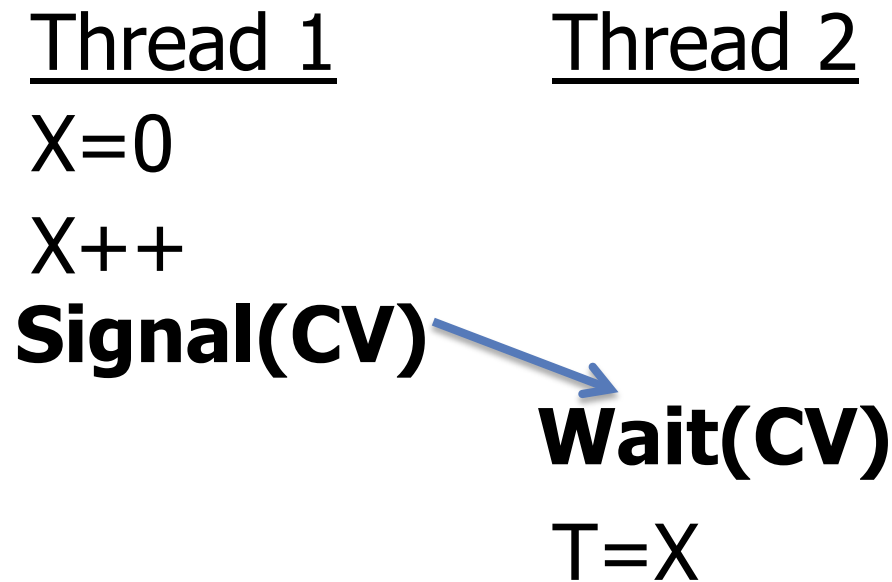 Thread 1 Thread 2
X=0
X++
Signal(CV)
Wait(CV)
T=X